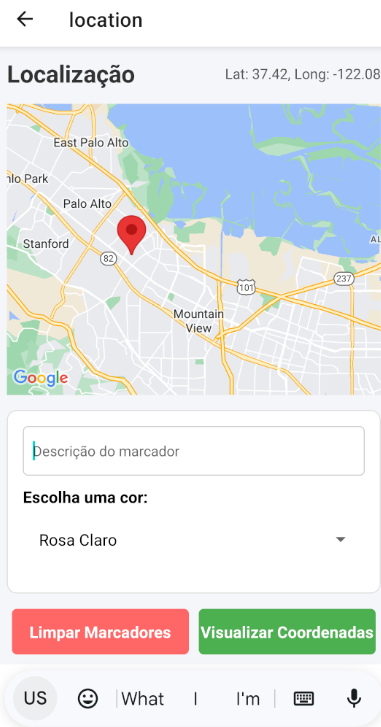 location
Localização
Lat: 37.42, Long: -122.08
East Palo Alto
nlo Park
Palo Alto
Stanford
82
101
237
AL
Mountain
View
Google
Descrição do marcador
Escolha uma cor:
Rosa Claro
Limpar Marcadores
Visualizar Coordenadas
US
What
I
I'm